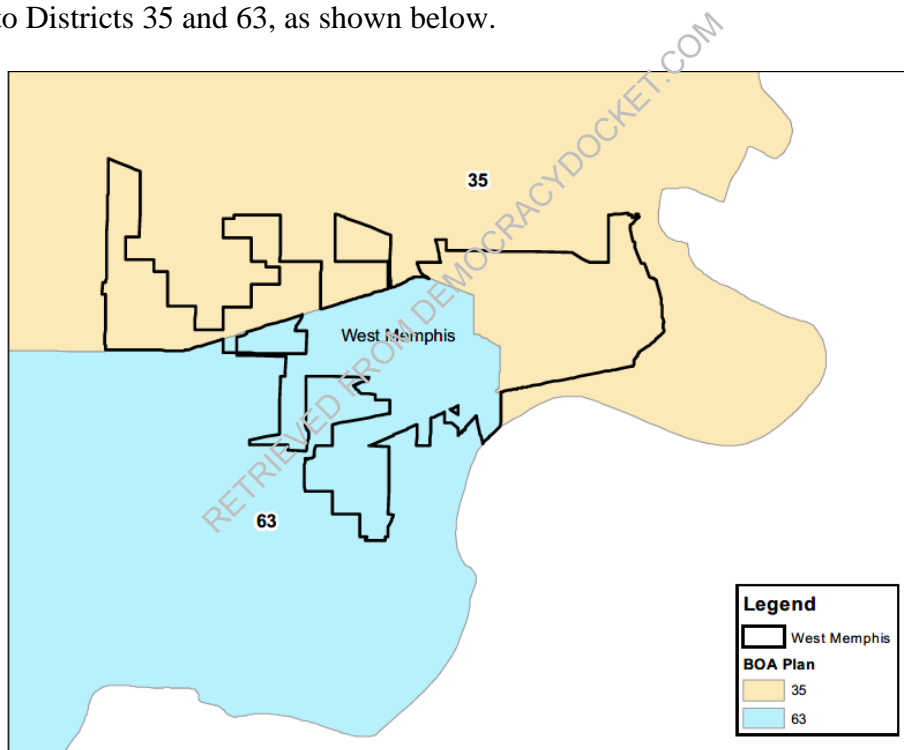 to Districts 35 and 63, as shown below.
RETRIEVED FROM DEMOCRACYDOCKET.COM
35
West Memphis
63
Legend
West Memphis
BOA Plan
35
63